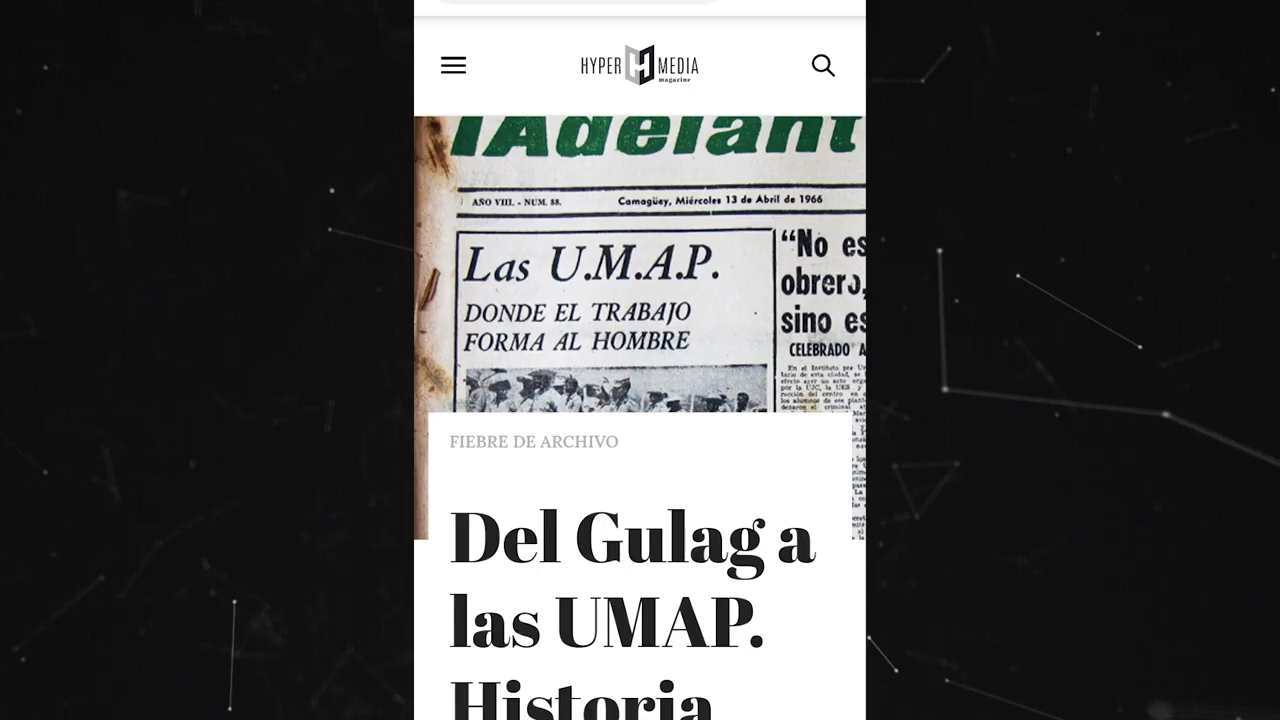 HYPER MEDIA
magazine
Adelant
AÑO VIII. - NUM. 88. Camagüey, Miércoles 13 de Abril de 1966
Las U.M.A.P.
DONDE EL TRABAJO
FORMA AL HOMBRE
“No es
obrero,
sino es
CELEBRADO A
FIEBRE DE ARCHIVO
Del Gulag a
las UMAP.
Historia